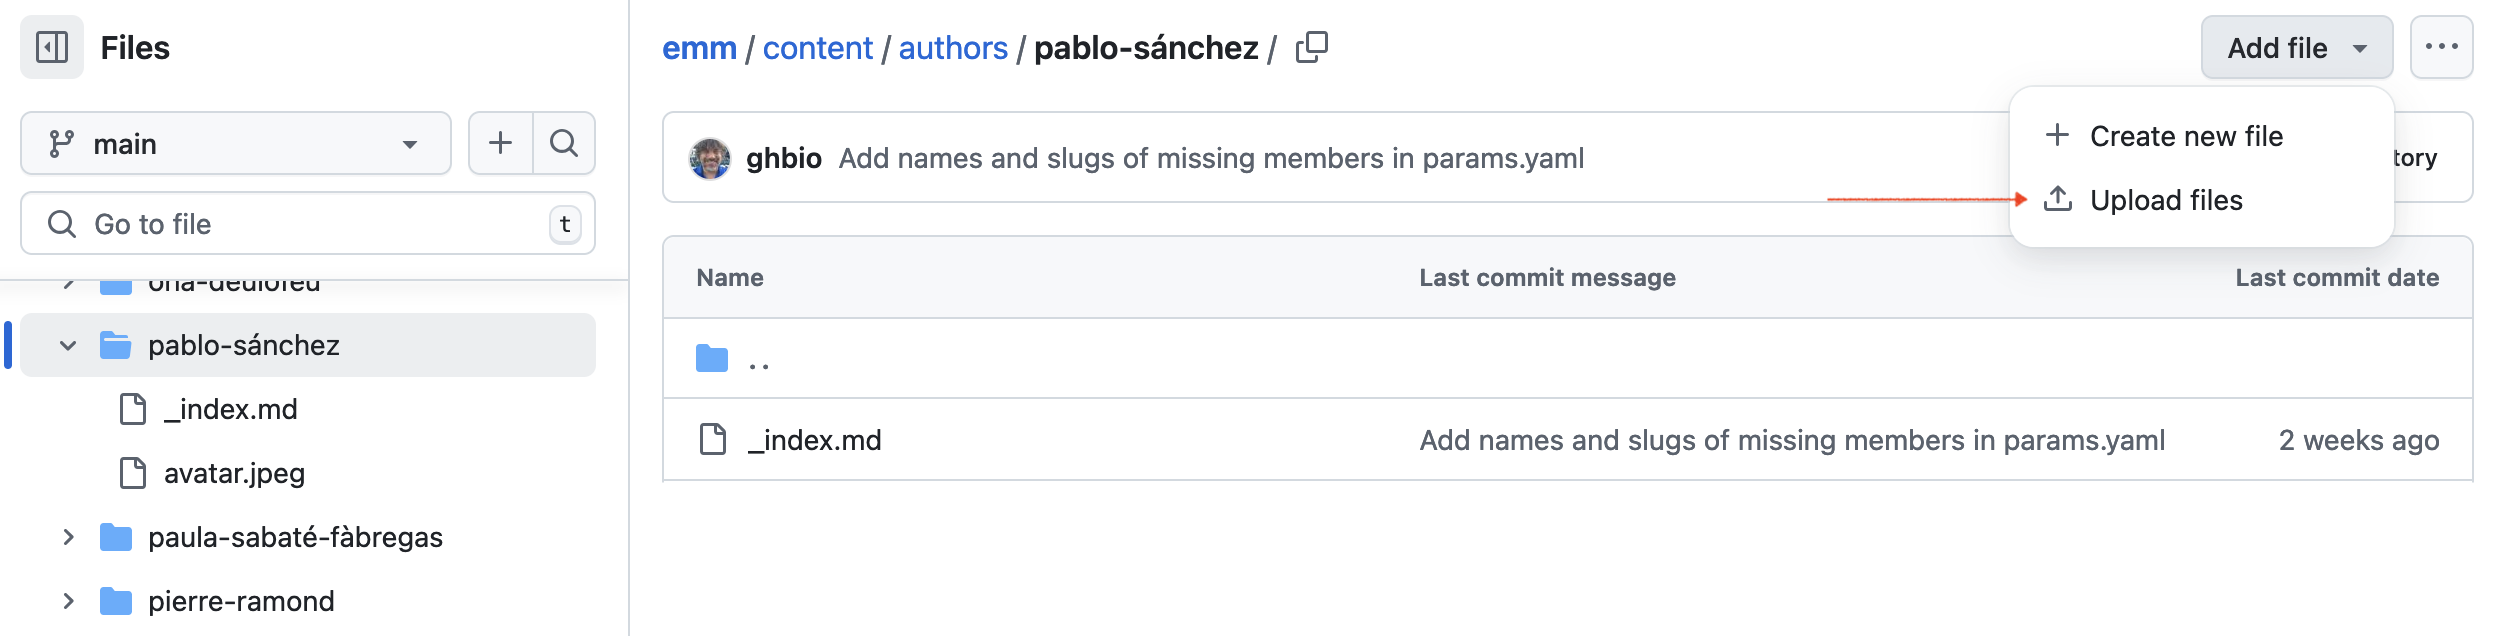 Files
main
Go to file
t
oria-deulofeu
pablo-sánchez
_index.md
avatar.jpeg
paula-sabaté-fàbregas
pierre-ramond
emm / content / authors / pablo-sánchez /
Add file
Create new file
Upload files
ghbio Add names and slugs of missing members in params.yaml
tory
Name Last commit message Last commit date
..
_index.md Add names and slugs of missing members in params.yaml 2 weeks ago